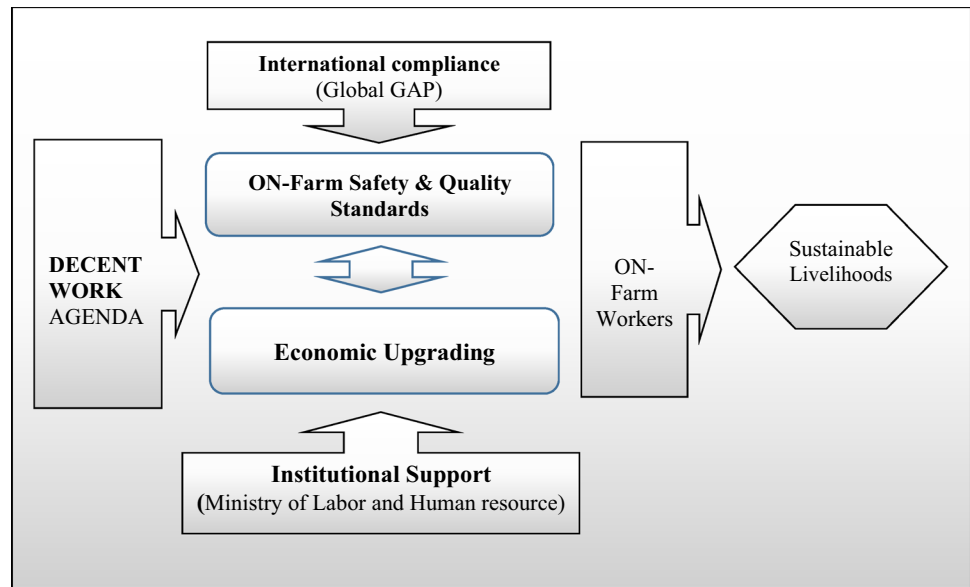 International compliance
(Global GAP)
ON-Farm Safety & Quality
Standards
DECENT
WORK
AGENDA
Economic Upgrading
Institutional Support
(Ministry of Labor and Human resource)
ON-
Farm
Workers
Sustainable
Livelihoods